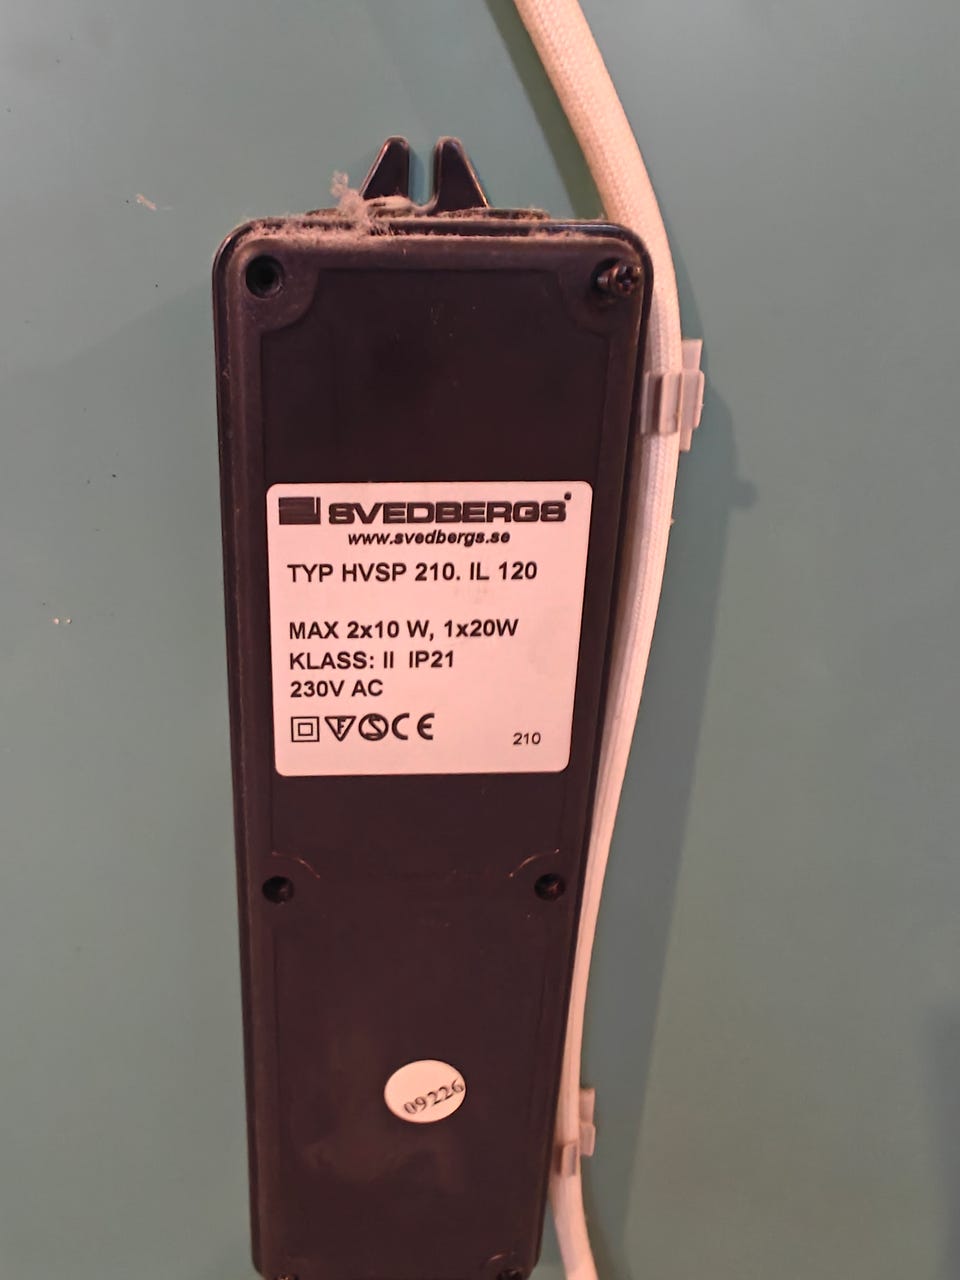 SVEDBERGS
www.svedbergs.se
TYP HVSP 210. IL 120
MAX 2x10 W, 1x20W
KLASS: II IP21
230V AC
F S CE
210
09226